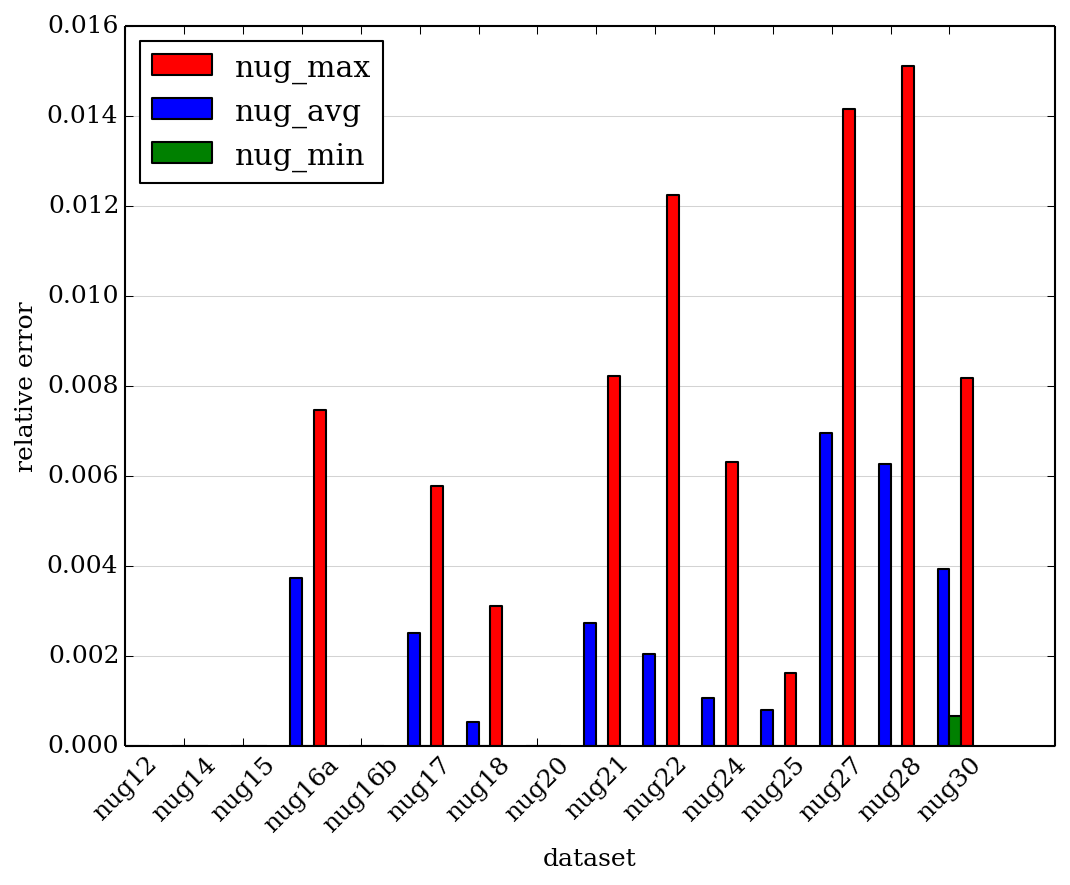 0.016
0.014
0.012
0.010
0.008
0.006
0.004
0.002
0.000
relative error
nug_max
nug_avg
nug_min
nug12
nug14
nug15
nug16a
nug16b
nug17
nug18
nug20
nug21
nug22
nug24
nug25
nug27
nug28
nug30
dataset